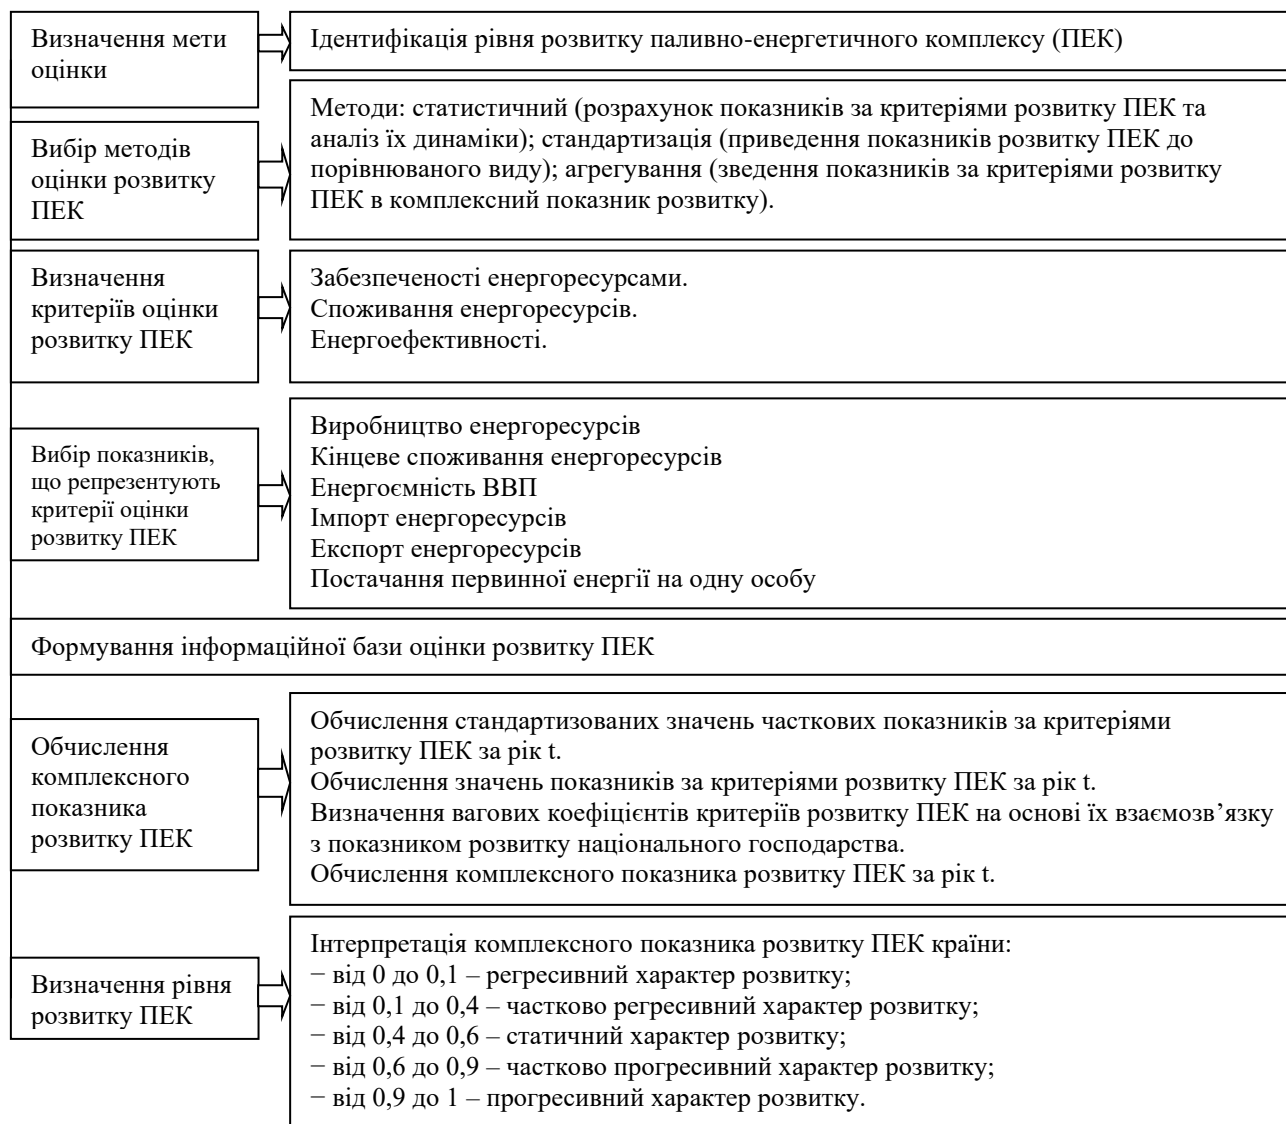 Визначення мети
оцінки
Ідентифікація рівня розвитку паливно-енергетичного комплексу (ПЕК)
Вибір методів
оцінки розвитку
ПЕК
Методи: статистичний (розрахунок показників за критеріями розвитку ПЕК та
аналіз їх динаміки); стандартизація (приведення показників розвитку ПЕК до
порівнюваного виду); агрегування (зведення показників за критеріями розвитку
ПЕК в комплексний показник розвитку).
Визначення
критеріїв оцінки
розвитку ПЕК
Забезпеченості енергоресурсами.
Споживання енергоресурсів.
Енергоефективності.
Вибір показників,
що репрезентують
критерії оцінки
розвитку ПЕК
Виробництво енергоресурсів
Кінцеве споживання енергоресурсів
Енергоємність ВВП
Імпорт енергоресурсів
Експорт енергоресурсів
Постачання первинної енергії на одну особу
Формування інформаційної бази оцінки розвитку ПЕК
Обчислення
комплексного
показника
розвитку ПЕК
Обчислення стандартизованих значень часткових показників за критеріями
розвитку ПЕК за рік t.
Обчислення значень показників за критеріями розвитку ПЕК за рік t.
Визначення вагових коефіцієнтів критеріїв розвитку ПЕК на основі їх взаємозв’язку
з показником розвитку національного господарства.
Обчислення комплексного показника розвитку ПЕК за рік t.
Визначення рівня
розвитку ПЕК
Інтерпретація комплексного показника розвитку ПЕК країни:
− від 0 до 0,1 – регресивний характер розвитку;
− від 0,1 до 0,4 – частково регресивний характер розвитку;
− від 0,4 до 0,6 – статичний характер розвитку;
− від 0,6 до 0,9 – частково прогресивний характер розвитку;
− від 0,9 до 1 – прогресивний характер розвитку.